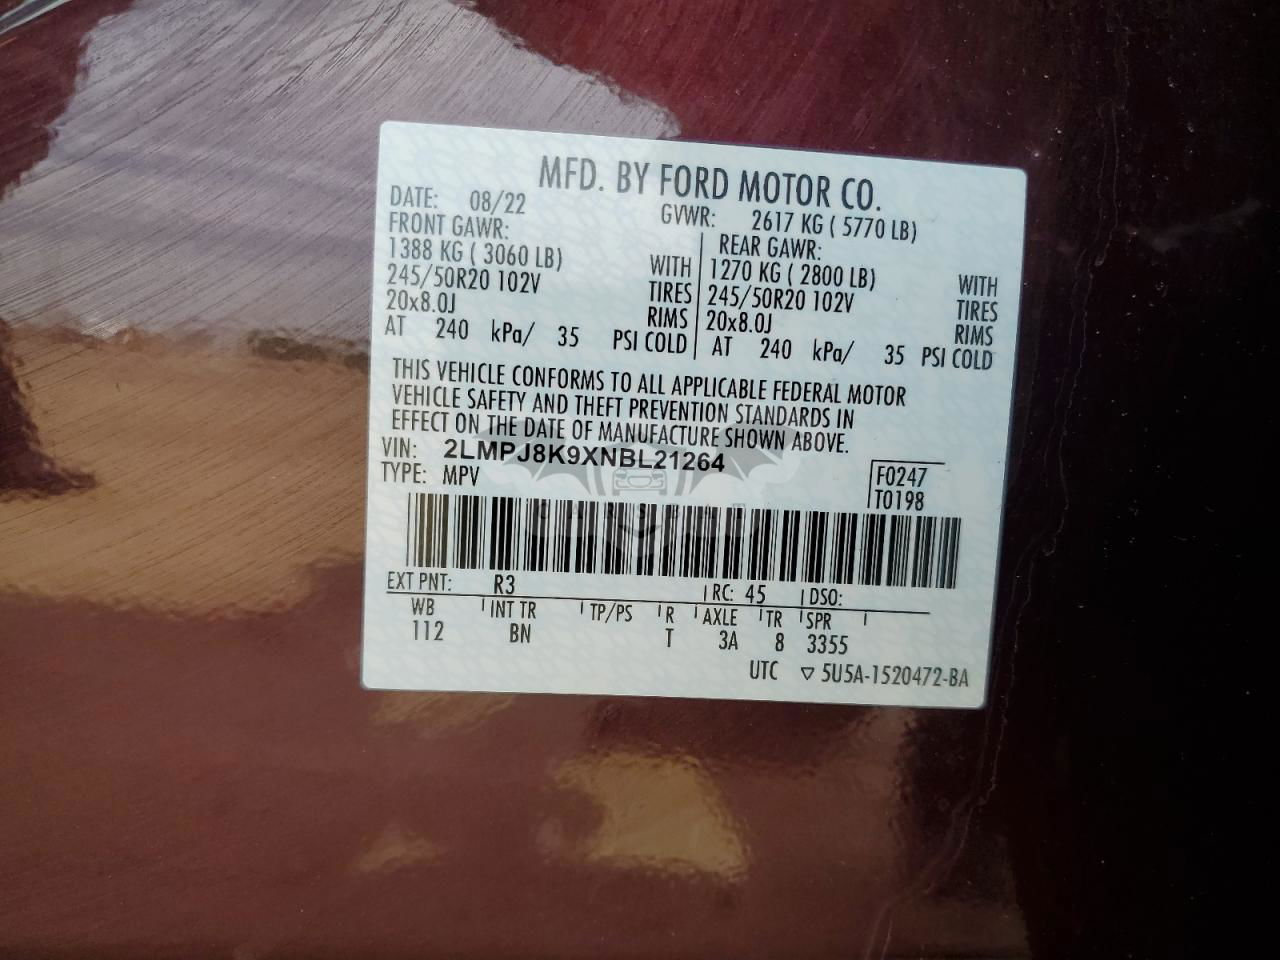 MFD. BY FORD MOTOR CO.
DATE: 08/22 GVWR: 2617 KG ( 5770 LB)
FRONT GAWR: REAR GAWR:
1388 KG ( 3060 LB) WITH 1270 KG ( 2800 LB) WITH
245/50R20 102V TIRES 245/50R20 102V TIRES
20x8.0J RIMS 20x8.0J RIMS
AT 240 kPa/ 35 PSI COLD AT 240 kPa/ 35 PSI COLD
THIS VEHICLE CONFORMS TO ALL APPLICABLE FEDERAL MOTOR
VEHICLE SAFETY AND THEFT PREVENTION STANDARDS IN
EFFECT ON THE DATE OF MANUFACTURE SHOWN ABOVE.
VIN: 2LMPJ8K9XNBL21264
TYPE: MPV
F0247
T0198
EXT PNT: R3 RC: 45 DSO:
WB INT TR TP/PS R AXLE TR SPR
112 BN T 3A 8 3355
UTC ▽ 5U5A-1520472-BA